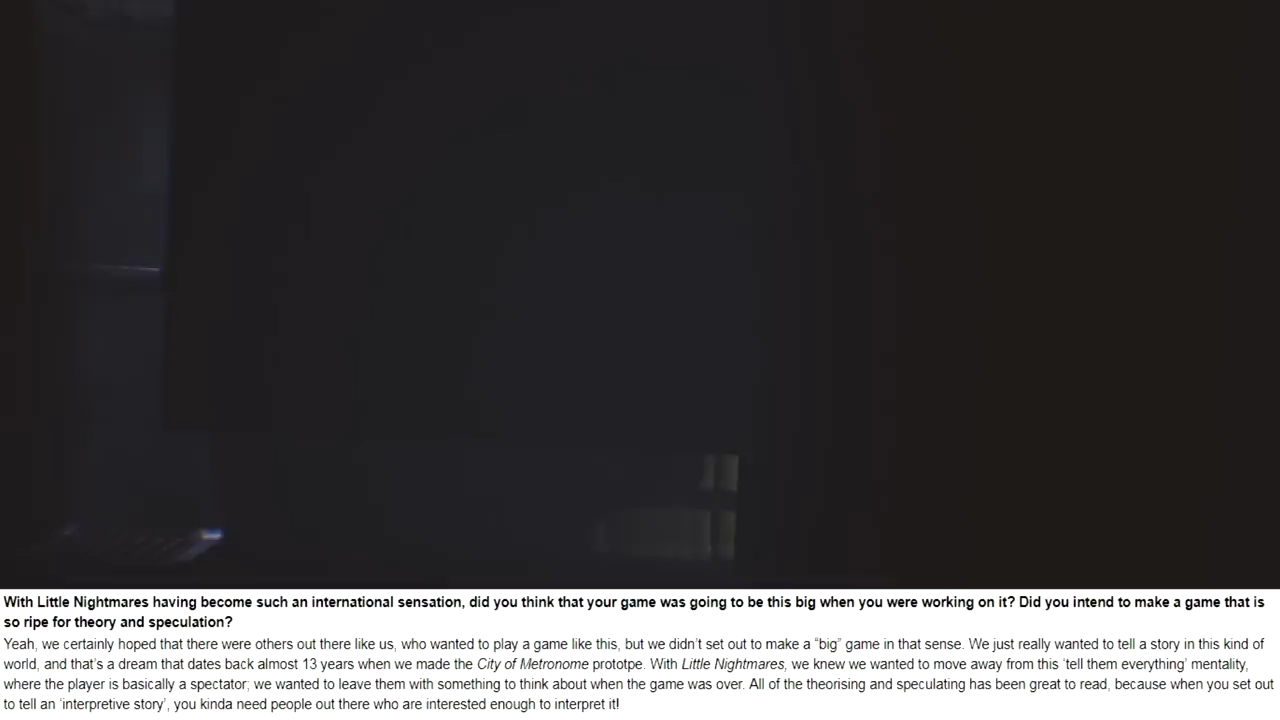 With Little Nightmares having become such an international sensation, did you think that your game was going to be this big when you were working on it? Did you intend to make a game that is
so ripe for theory and speculation?
Yeah, we certainly hoped that there were others out there like us, who wanted to play a game like this, but we didn't set out to make a “big” game in that sense. We just really wanted to tell a story in this kind of
world, and that's a dream that dates back almost 13 years when we made the City of Metronome prototpe. With Little Nightmares, we knew we wanted to move away from this ‘tell them everything’ mentality,
where the player is basically a spectator; we wanted to leave them with something to think about when the game was over. All of the theorising and speculating has been great to read, because when you set out
to tell an ‘interpretive story’, you kinda need people out there who are interested enough to interpret it!